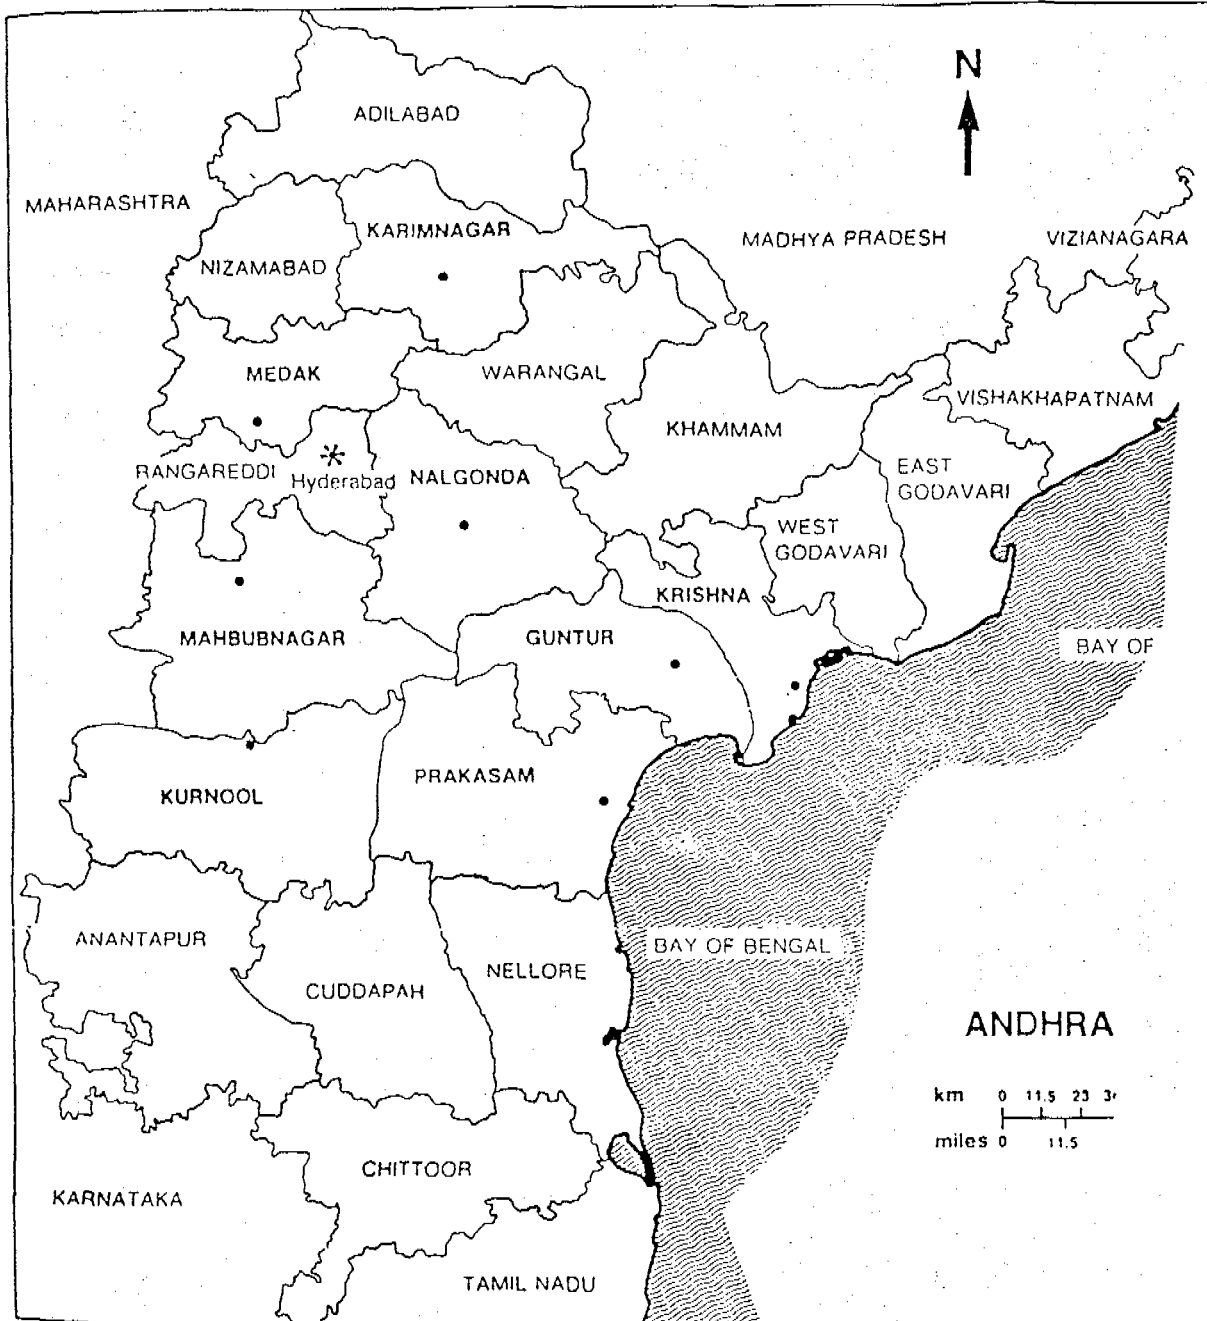 N
ADILABAD
MAHARASHTRA
KARIMNAGAR
MADHYA PRADESH
VIZIANAGARA
NIZAMABAD
MEDAK
WARANGAL
VISHAKHAPATNAM
KHAMMAM
RANGAREDDI
Hyderabad
NALGONDA
EAST
GODAVARI
WEST
GODAVARI
KRISHNA
MAHBUBNAGAR
GUNTUR
BAY OF
PRAKASAM
KURNOOL
ANANTAPUR
BAY OF BENGAL
NELLORE
CUDDAPAH
ANDHRA
km 0 11.5 23
miles 0 11.5
CHITTOOR
KARNATAKA
TAMIL NADU